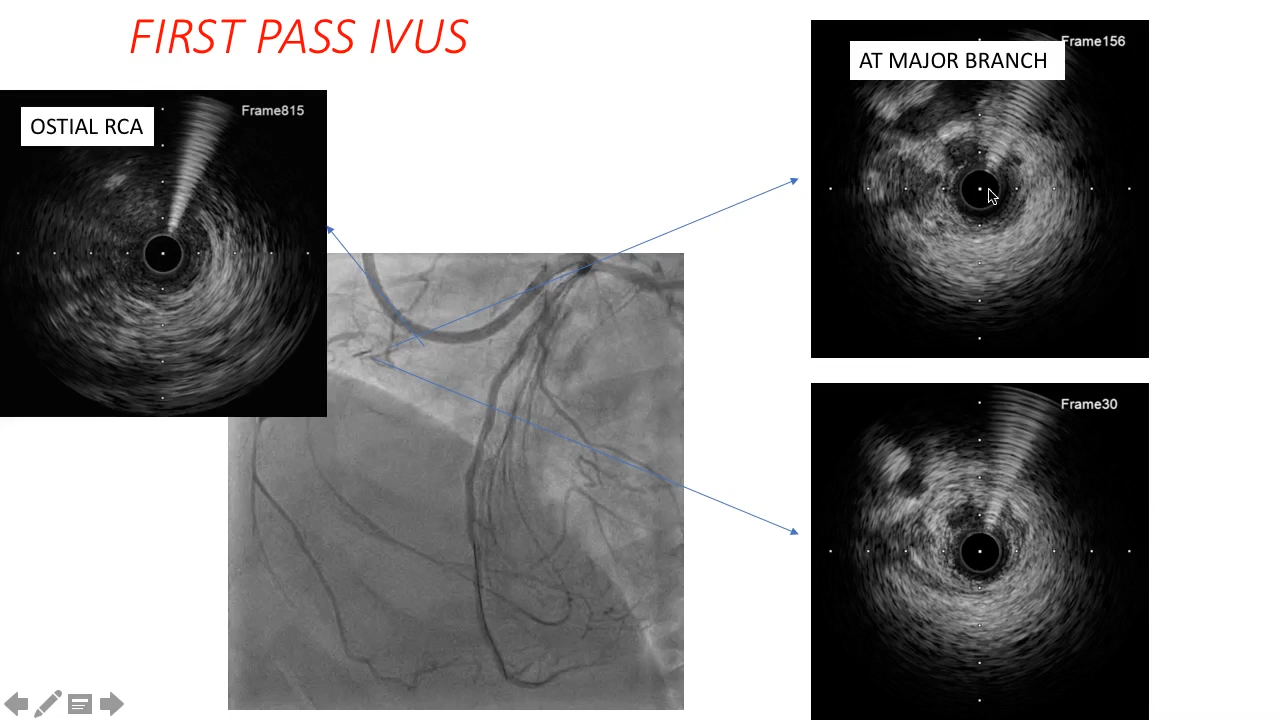 FIRST PASS IVUS
OSTIAL RCA
Frame815
AT MAJOR BRANCH
Frame156
Frame30